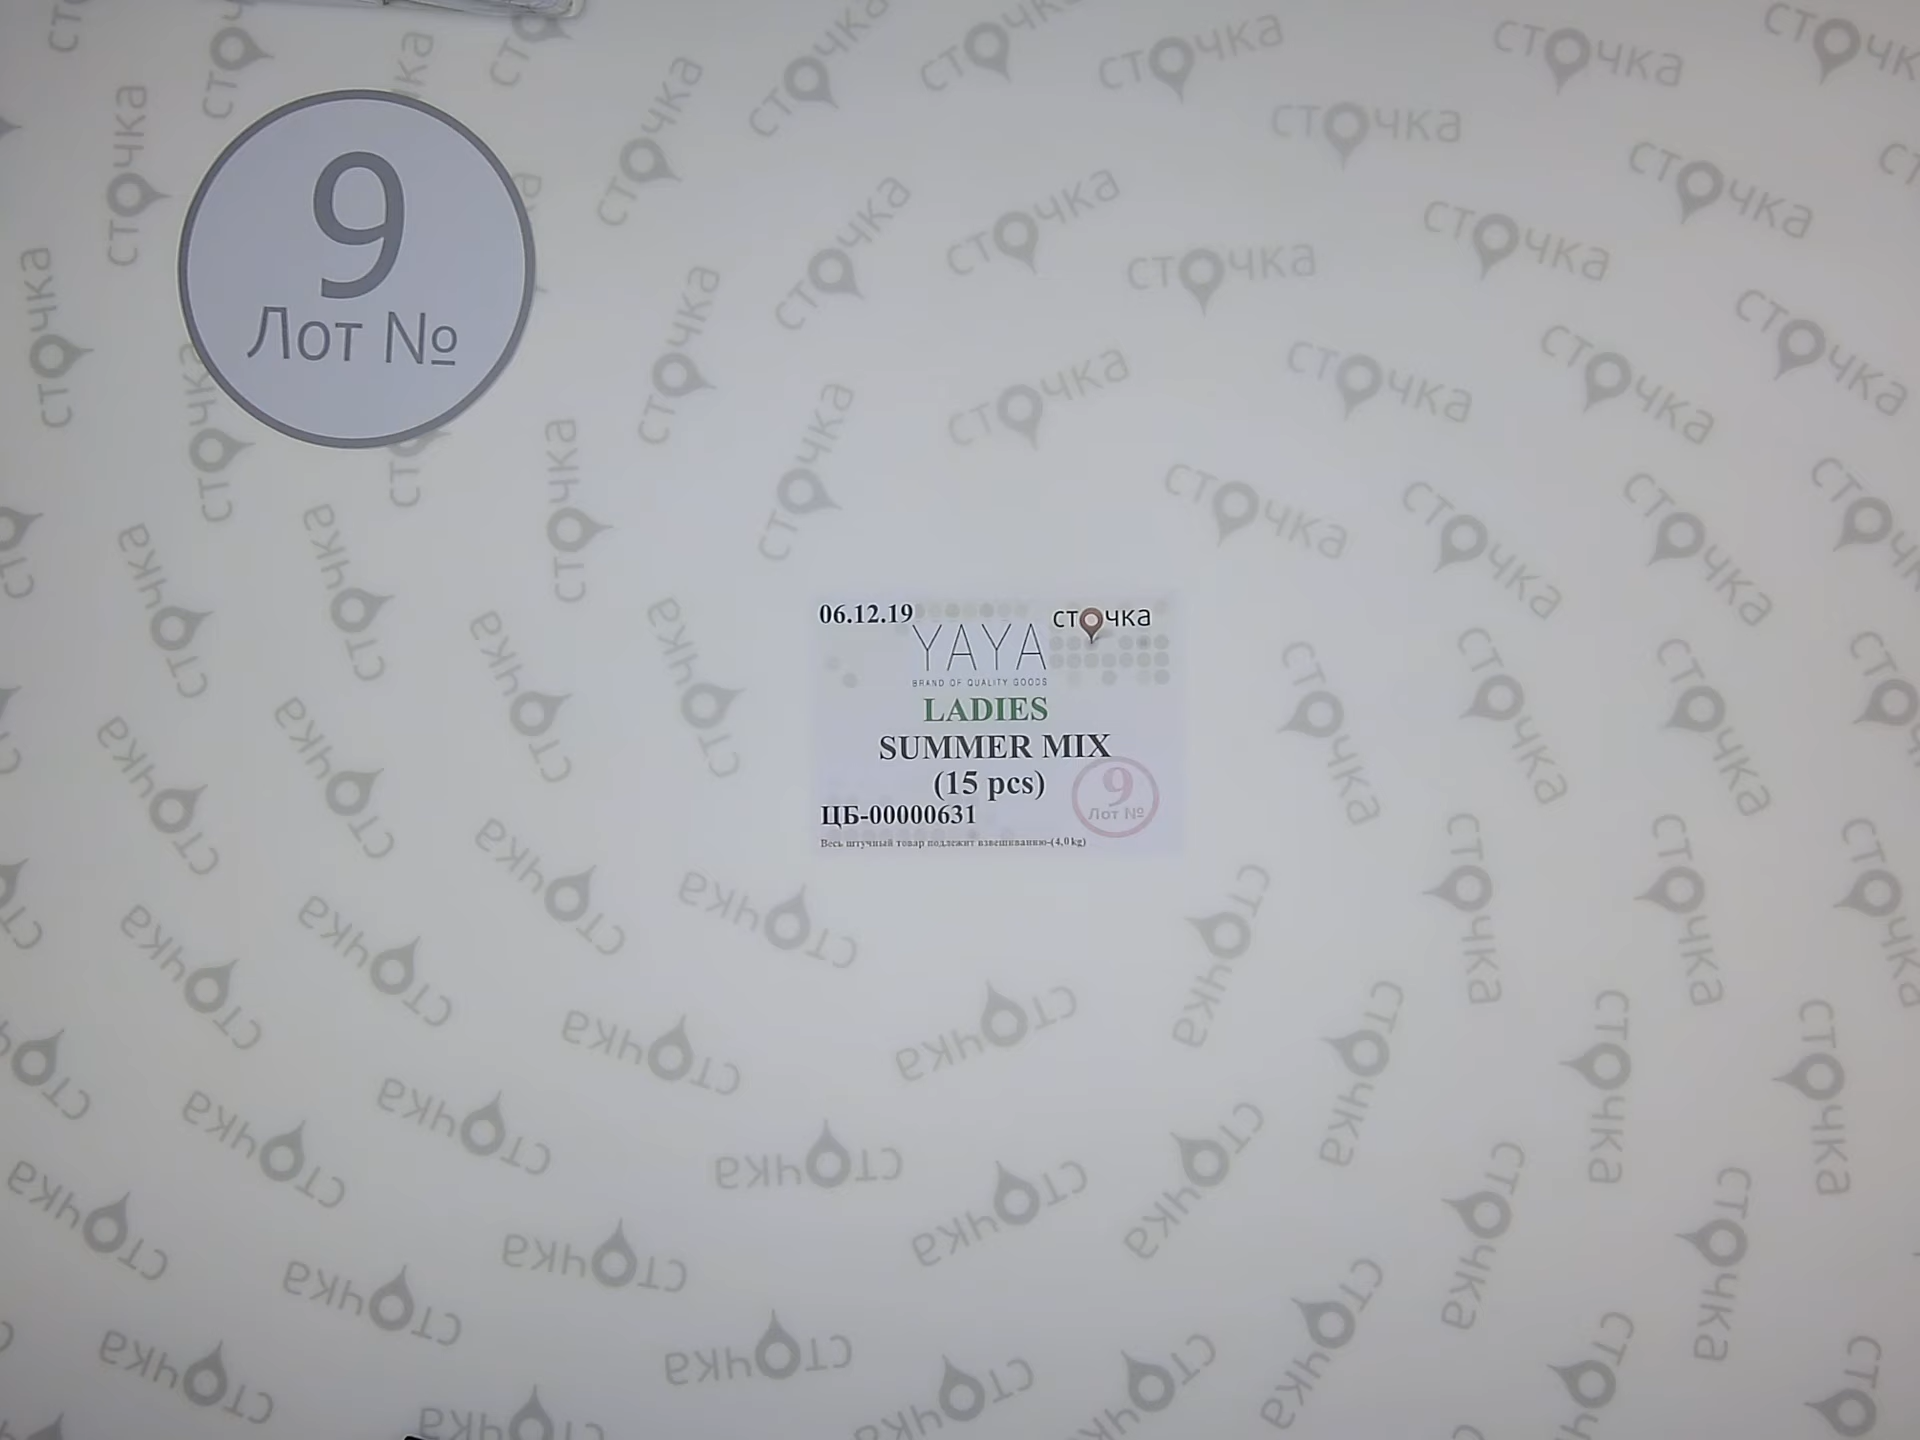 9
Лот №
06.12.19
сточка
YAYA
BRAND OF QUALITY GOODS
LADIES
SUMMER MIX
(15 pcs)
9
Лот №
ЦБ-00000631
Весь штучный товар подлежит взвешиванию-(4,0 kg)